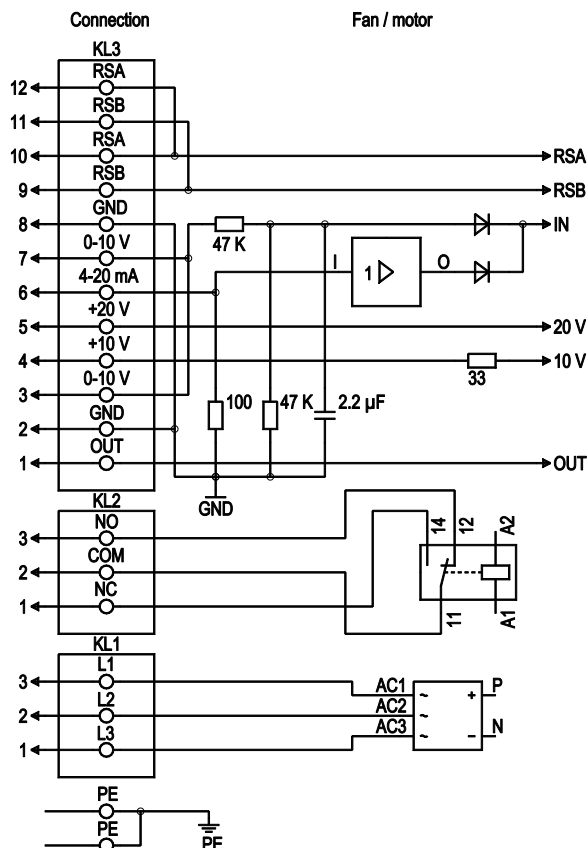 Connection Fan / motor
KL3
RSA
12
RSB
11
RSA
10 RSA
RSB
9 RSB
GND
8 IN
0-10 V
47 K
7 I 1 O
4-20 mA
6
+20 V
5 20 V
+10 V
4 10 V
33
0-10 V
3
100 47 K 2.2 µF
GND
2
OUT
1 OUT
GND
KL2
NO
3
14 12 A2
COM
2
NC
1
11 A1
KL1
L1
3 AC1 ~ + P
L2
2 AC2 ~
L3
1 AC3 ~ – N
PE
PE
PE